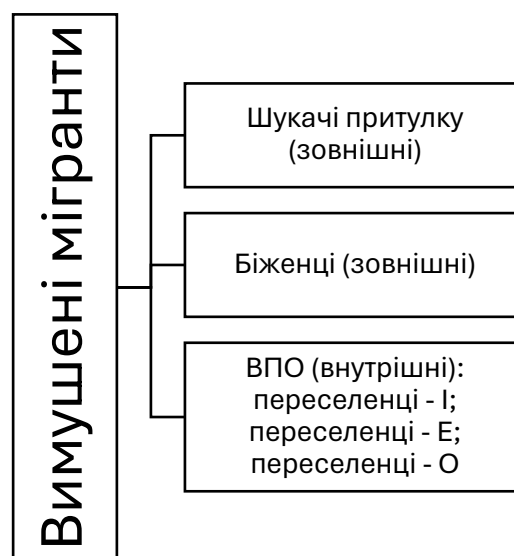 Вимушені мігранти
Шукачі притулку
(зовнішні)
Біженці (зовнішні)
ВПО (внутрішні):
переселенці - І;
переселенці - Е;
переселенці - О